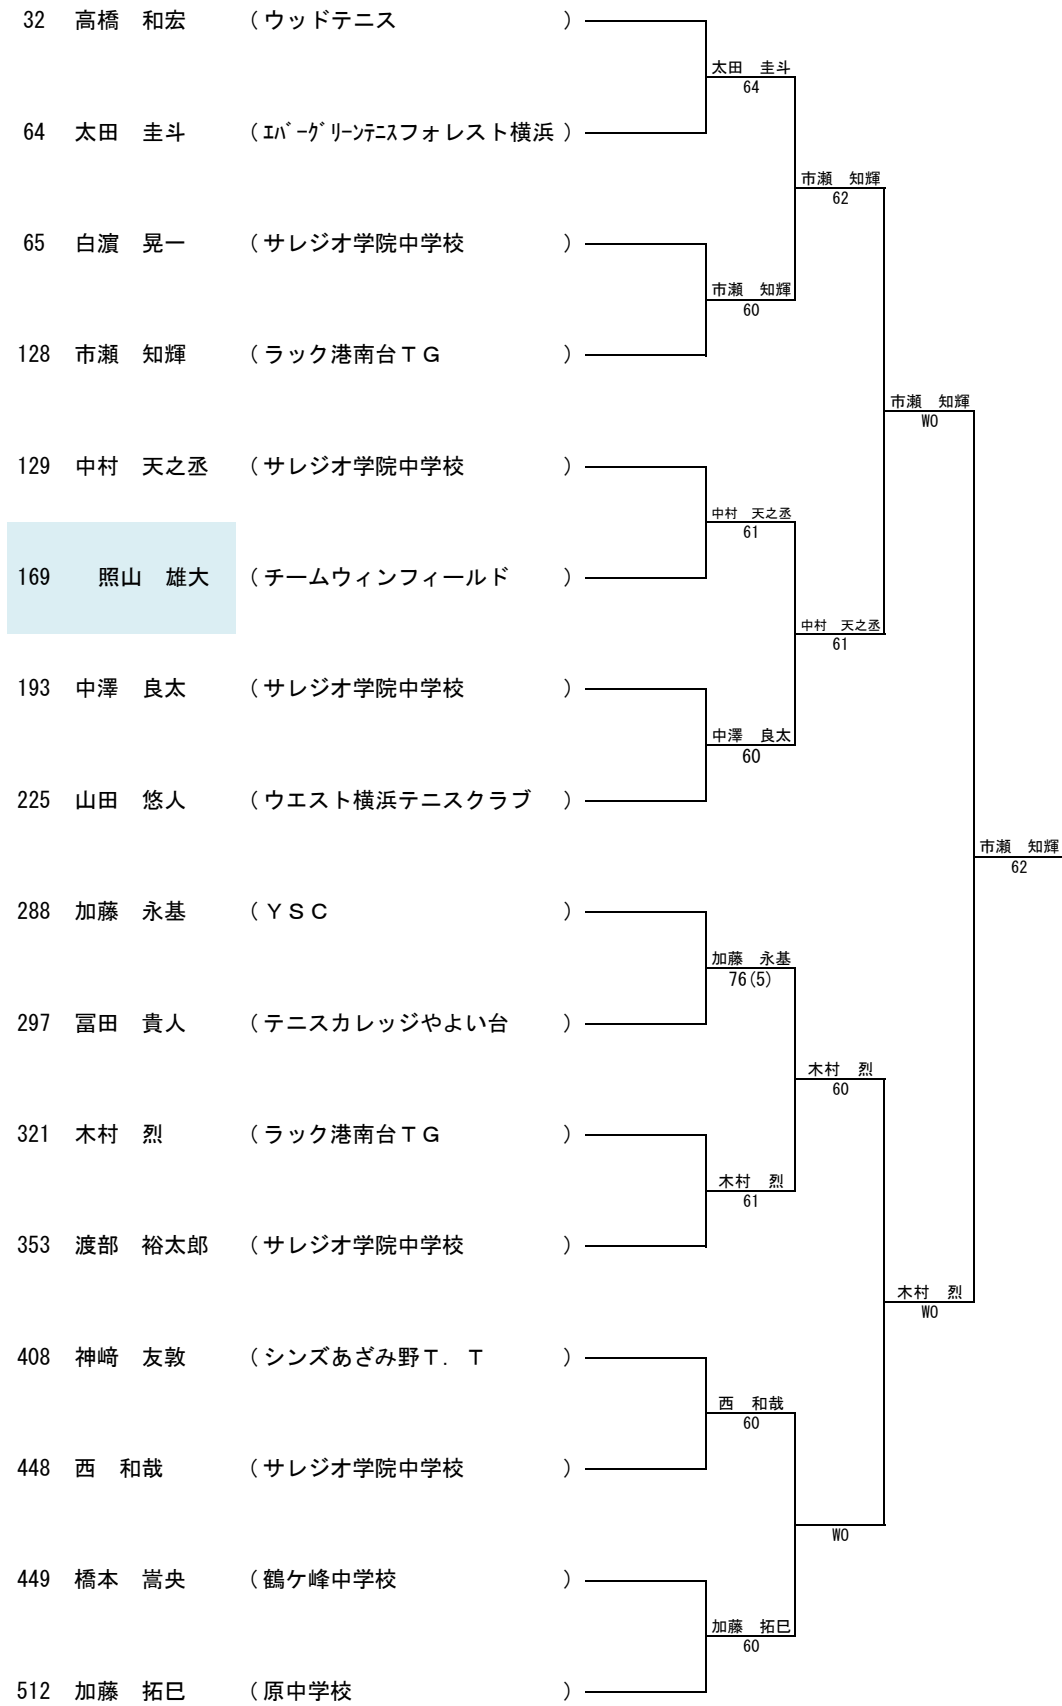 32 高橋　和宏 （ウッドテニス ）
太田　圭斗
64
64 太田　圭斗 （ｴﾊﾞｰｸﾞﾘｰﾝﾃﾆｽフォレスト横浜 ）
市瀬　知輝
62
65 白濵　晃一 （サレジオ学院中学校 ）
市瀬　知輝
60
128 市瀬　知輝 （ラック港南台ＴＧ ）
市瀬　知輝
WO
129 中村　天之丞 （サレジオ学院中学校 ）
中村　天之丞
61
169 照山　雄大 （チームウィンフィールド ）
中村　天之丞
61
193 中澤　良太 （サレジオ学院中学校 ）
中澤　良太
60
225 山田　悠人 （ウエスト横浜テニスクラブ ）
市瀬　知輝
62
288 加藤　永基 （ＹＳＣ ）
加藤　永基
76(5)
297 冨田　貴人 （テニスカレッジやよい台 ）
木村　烈
60
321 木村　烈 （ラック港南台ＴＧ ）
木村　烈
61
353 渡部　裕太郎 （サレジオ学院中学校 ）
木村　烈
WO
408 神﨑　友敦 （シンズあざみ野Ｔ．Ｔ ）
西　和哉
60
448 西　和哉 （サレジオ学院中学校 ）
WO
449 橋本　嵩央 （鶴ケ峰中学校 ）
加藤　拓巳
60
512 加藤　拓巳 （原中学校 ）